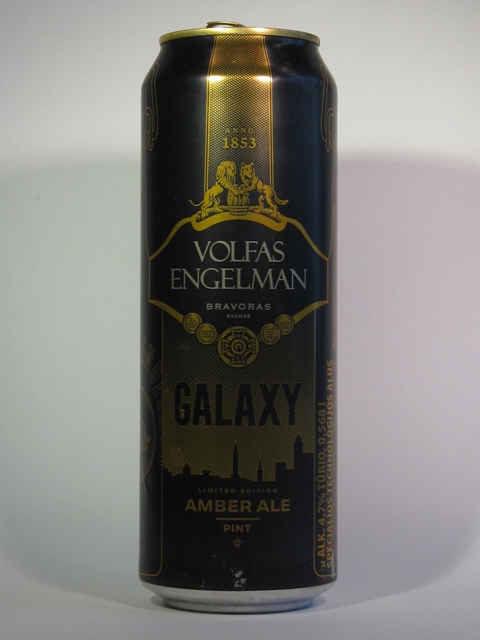 ANNO
1853
VOLFAS
ENGELMAN
BRAVORAS
KAUNAS
GALAXY
LIMITED EDITION
AMBER ALE
PINT
ALK. 4,7% TŪRIO, 0,568 l
SPECIALIOS TECHNOLOGIJOS ALUS